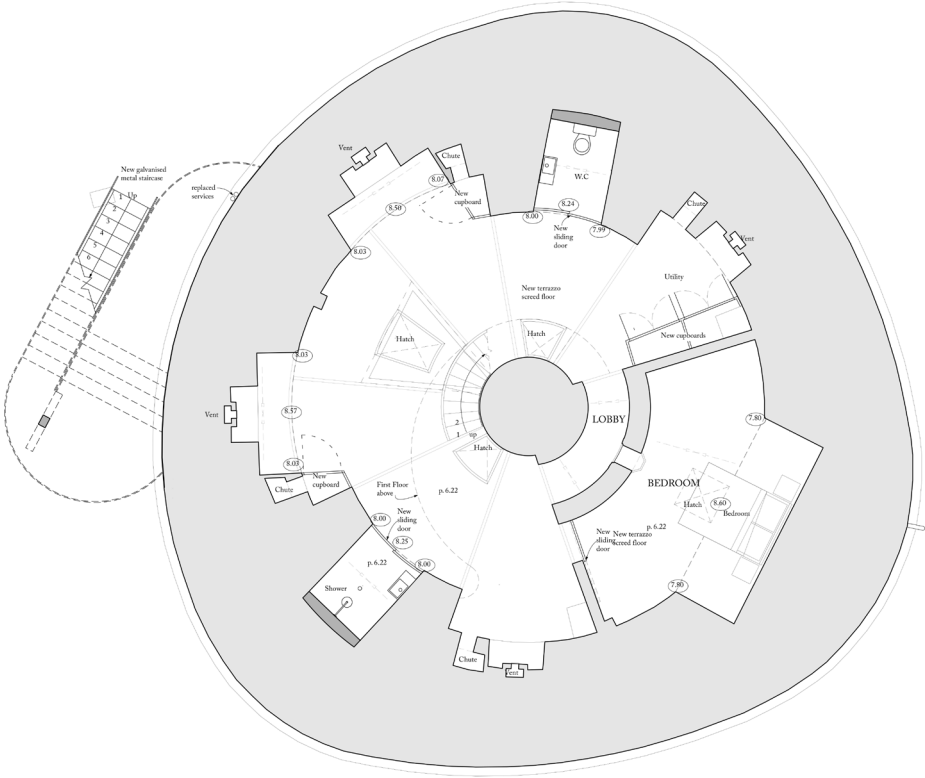 New galvanised
metal staircase
Up
1
2
3
4
5
6
replaced
services
Vent
Chute
8.07
New
cupboard
8.50
8.03
W.C
8.00
8.24
7.99
New
sliding
door
Chute
Vent
Utility
New cupboards
New terrazzo
screed floor
Hatch
Hatch
8.03
Vent
8.57
8.03
Chute
New
cupboard
2
1 up
Hatch
LOBBY
7.80
BEDROOM
Hatch
8.60
Bedroom
p.6.22
New
sliding
door
New terrazzo
screed floor
7.80
First Floor
above
p.6.22
8.00
New
sliding
door
8.25
8.00
p.6.22
Shower
Chute
Vent